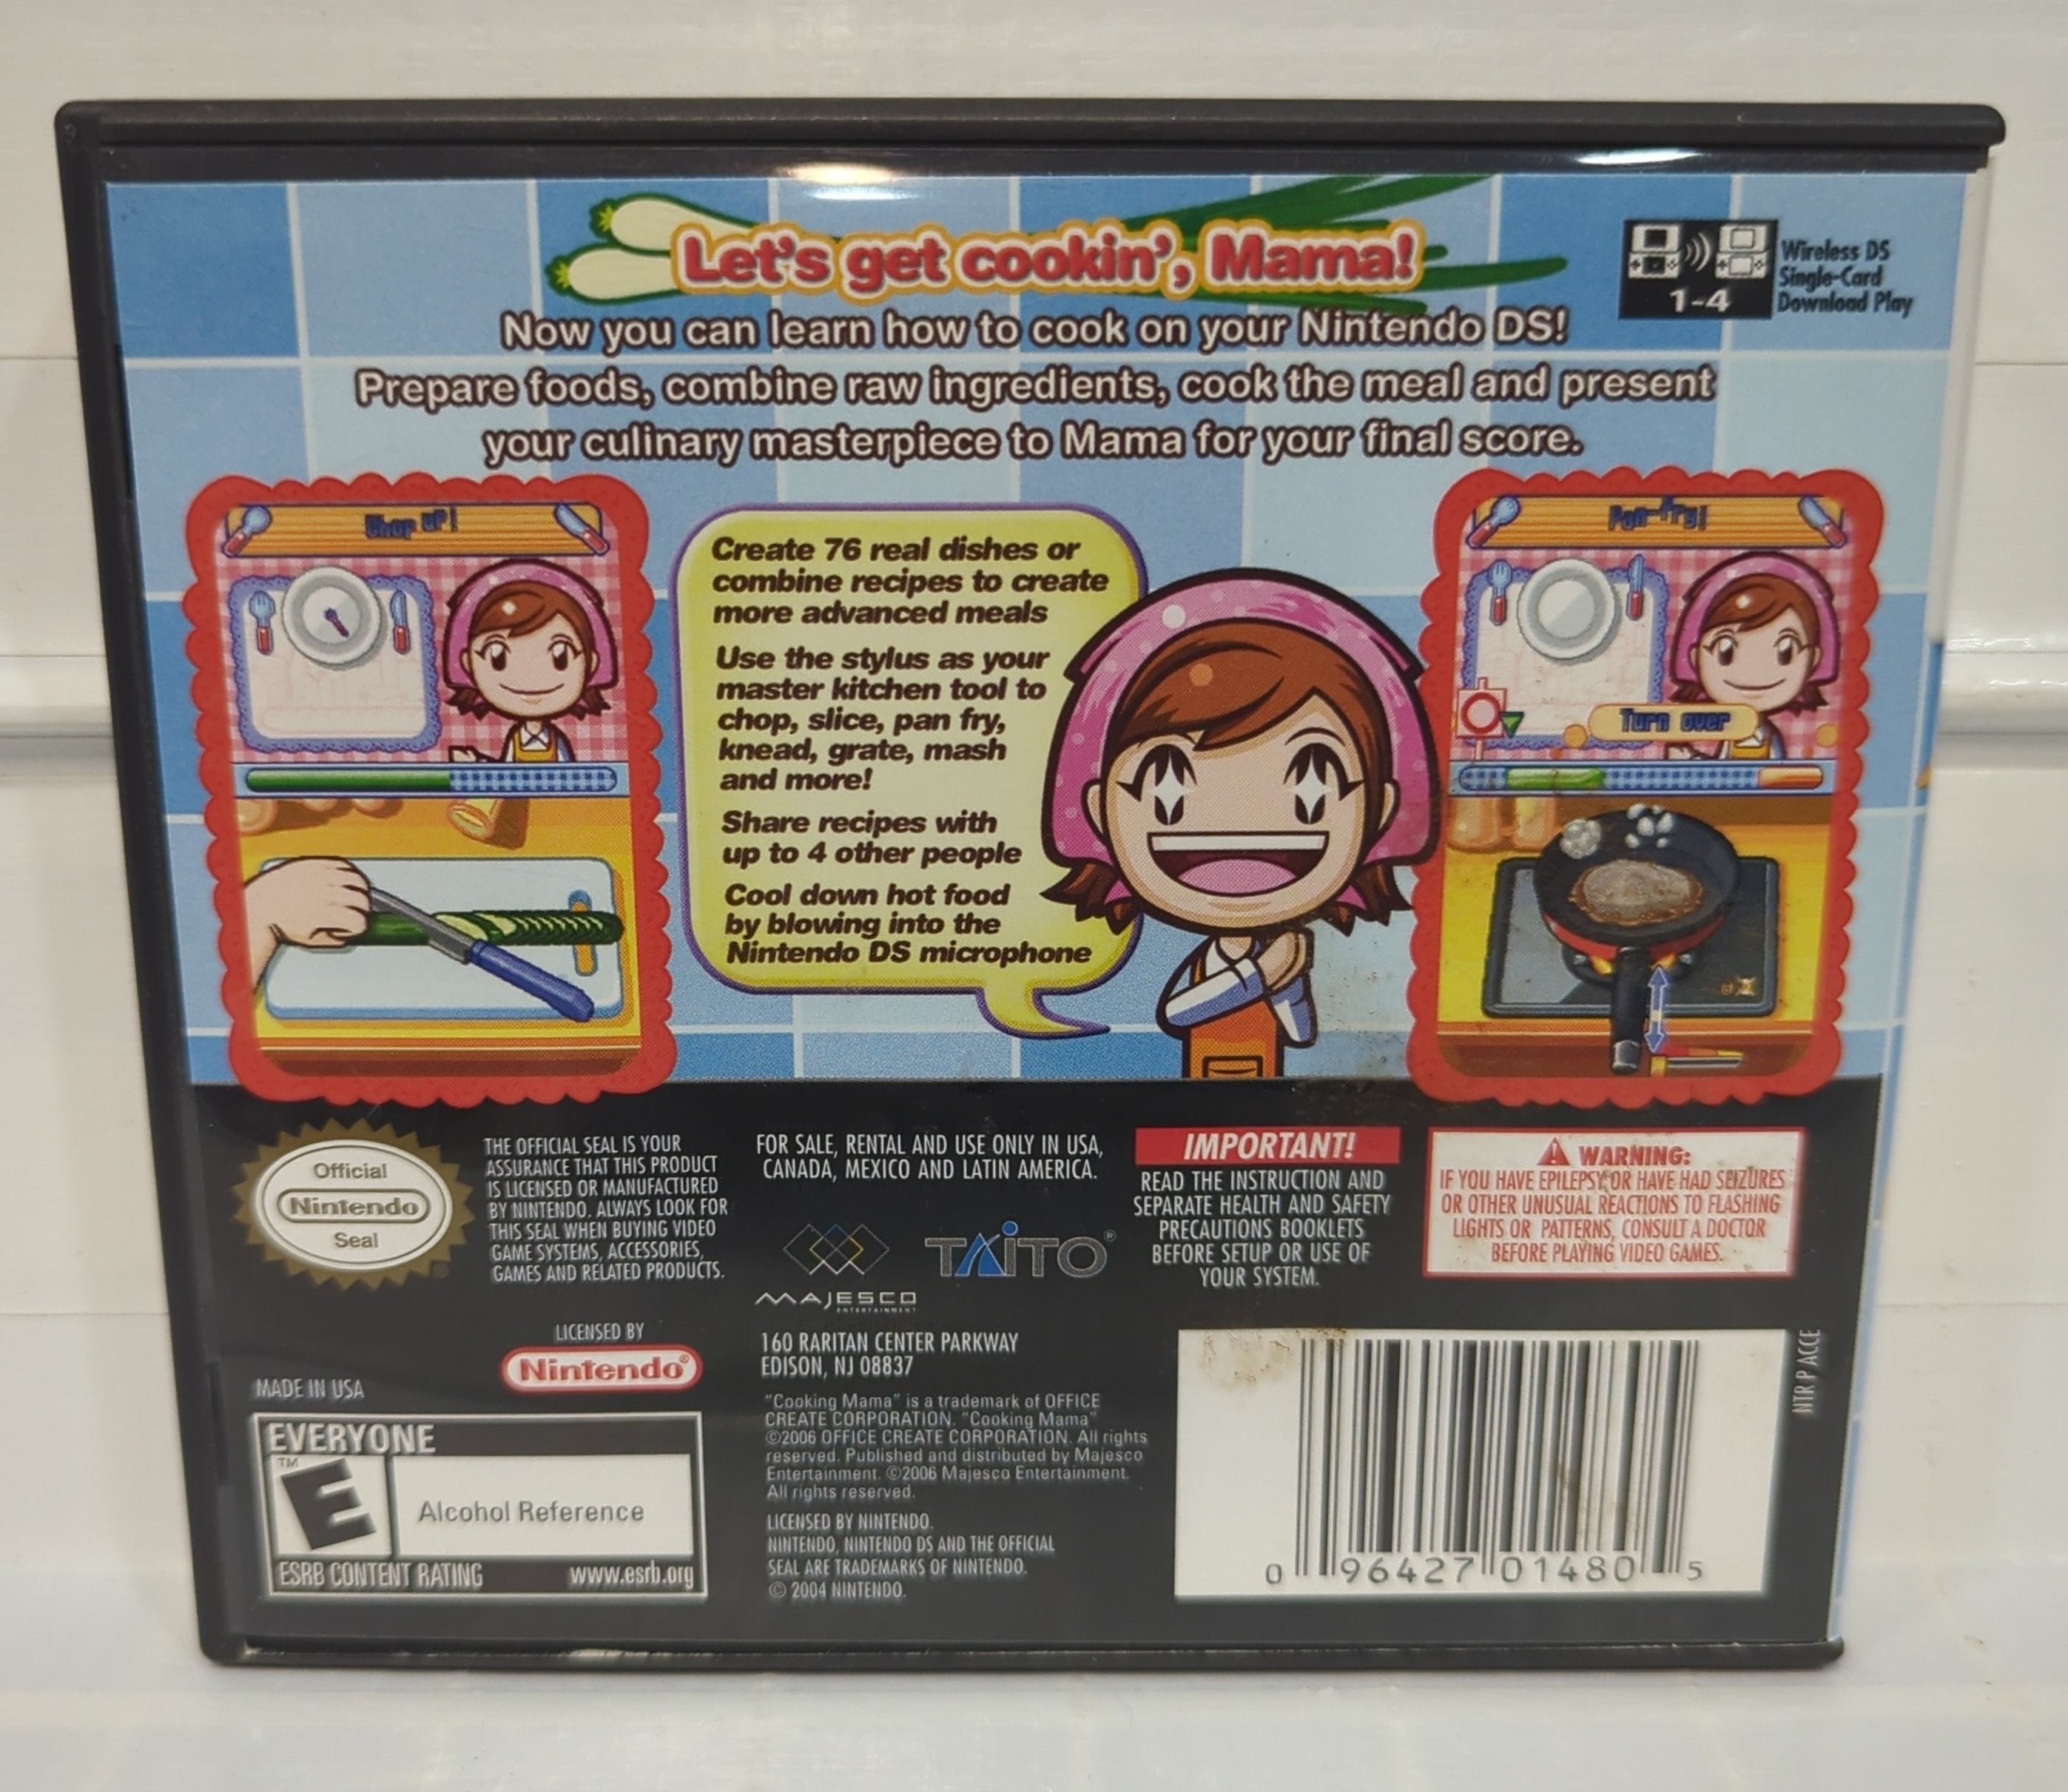 Let's get cookin', Mama!
Wireless DS
Single-Card
Download Play
1-4
Now you can learn how to cook on your Nintendo DS!
Prepare foods, combine raw ingredients, cook the meal and present
your culinary masterpiece to Mama for your final score.
Chop up!
Create 76 real dishes or
combine recipes to create
more advanced meals
Use the stylus as your
master kitchen tool to
chop, slice, pan fry,
knead, grate, mash
and more!
Share recipes with
up to 4 other people
Cool down hot food
by blowing into the
Nintendo DS microphone
Pan-fry!
Turn over
Official
Nintendo
Seal
®
THE OFFICIAL SEAL IS YOUR
ASSURANCE THAT THIS PRODUCT
IS LICENSED OR MANUFACTURED
BY NINTENDO. ALWAYS LOOK FOR
THIS SEAL WHEN BUYING VIDEO
GAME SYSTEMS, ACCESSORIES,
GAMES AND RELATED PRODUCTS.
FOR SALE, RENTAL AND USE ONLY IN USA,
CANADA, MEXICO AND LATIN AMERICA.
MAJESCO
ENTERTAINMENT
TAITO®
IMPORTANT!
READ THE INSTRUCTION AND
SEPARATE HEALTH AND SAFETY
PRECAUTIONS BOOKLETS
BEFORE SETUP OR USE OF
YOUR SYSTEM.
WARNING:
IF YOU HAVE EPILEPSY OR HAVE HAD SEIZURES
OR OTHER UNUSUAL REACTIONS TO FLASHING
LIGHTS OR PATTERNS, CONSULT A DOCTOR
BEFORE PLAYING VIDEO GAMES.
LICENSED BY
Nintendo®
MADE IN USA
EVERYONE
E
TM
Alcohol Reference
ESRB CONTENT RATING www.esrb.org
160 RARITAN CENTER PARKWAY
EDISON, NJ 08837
"Cooking Mama" is a trademark of OFFICE
CREATE CORPORATION. "Cooking Mama"
©2006 OFFICE CREATE CORPORATION. All rights
reserved. Published and distributed by Majesco
Entertainment. ©2006 Majesco Entertainment.
All rights reserved.
LICENSED BY NINTENDO.
NINTENDO, NINTENDO DS AND THE OFFICIAL
SEAL ARE TRADEMARKS OF NINTENDO.
© 2004 NINTENDO.
NTR P ACCE
0 96427 01480 5